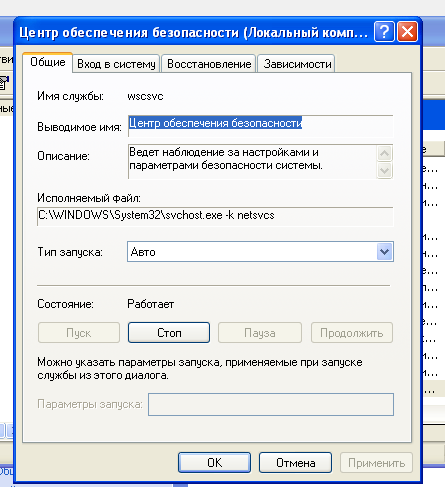 Центр обеспечения безопасности (Локальный комп...
Общие Вход в систему Восстановление Зависимости
Имя службы: wscsvc
Выводимое имя: Центр обеспечения безопасности
Описание: Ведет наблюдение за настройками и
параметрами безопасности системы.
Исполняемый файл:
C:\WINDOWS\System32\svchost.exe -k netsvcs
Тип запуска: Авто
Состояние: Работает
Пуск Стоп Пауза Продолжить
Можно указать параметры запуска, применяемые при запуске
службы из этого диалога.
Параметры запуска:
OK Отмена Применить